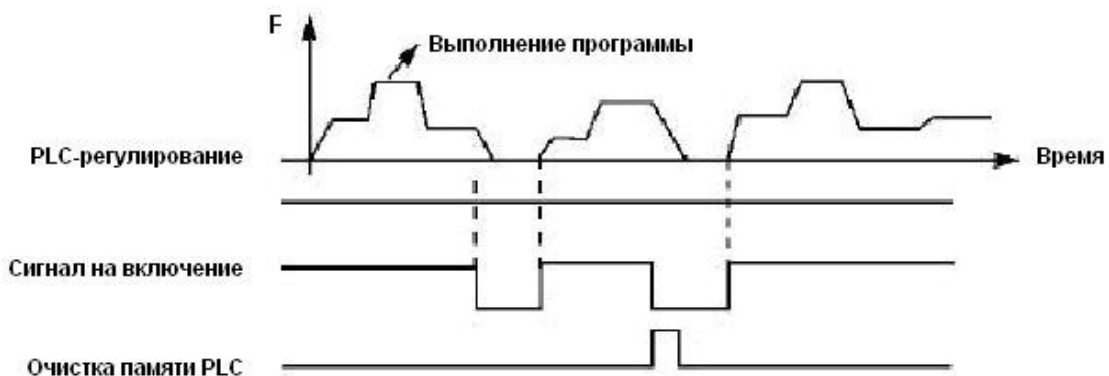 F
Выполнение программы
PLC-регулирование
Время
Сигнал на включение
Очистка памяти PLC